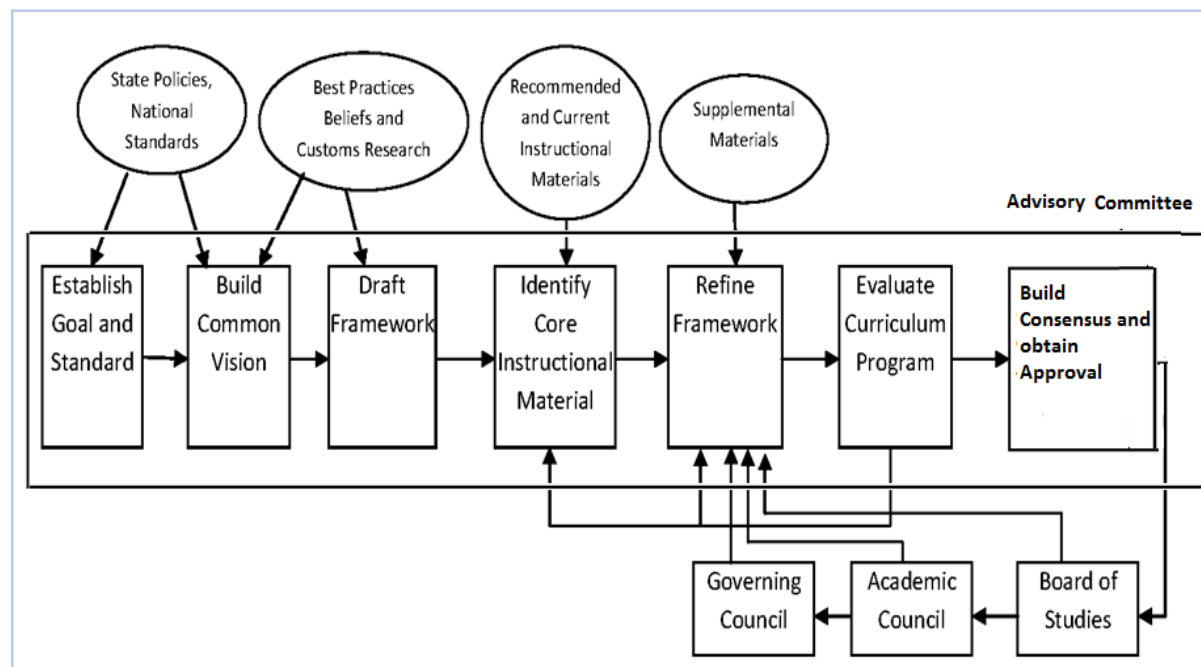 State Policies,
National
Standards
Best Practices
Beliefs and
Customs Research
Recommended
and Current
Instructional
Materials
Supplemental
Materials
Advisory Committee
Establish
Goal and
Standard
Build
Common
Vision
Draft
Framework
Identify
Core
Instructional
Material
Refine
Framework
Evaluate
Curriculum
Program
Build
Consensus and
obtain
Approval
Governing
Council
Academic
Council
Board of
Studies